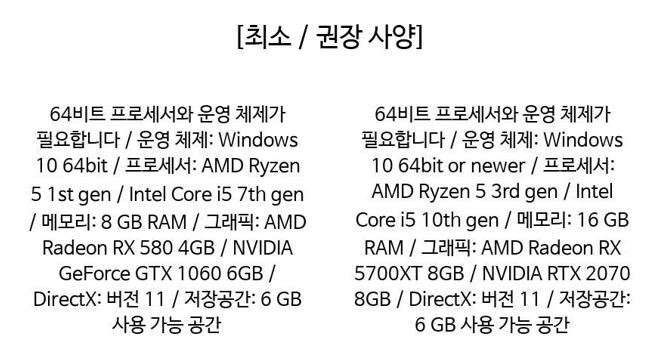 [최소 / 권장 사양]
64비트 프로세서와 운영 체제가
필요합니다 / 운영 체제: Windows
10 64bit / 프로세서: AMD Ryzen
5 1st gen / Intel Core i5 7th gen
/ 메모리: 8 GB RAM / 그래픽: AMD
Radeon RX 580 4GB / NVIDIA
GeForce GTX 1060 6GB /
DirectX: 버전 11 / 저장공간: 6 GB
사용 가능 공간
64비트 프로세서와 운영 체제가
필요합니다 / 운영 체제: Windows
10 64bit or newer / 프로세서:
AMD Ryzen 5 3rd gen / Intel
Core i5 10th gen / 메모리: 16 GB
RAM / 그래픽: AMD Radeon RX
5700XT 8GB / NVIDIA RTX 2070
8GB / DirectX: 버전 11 / 저장공간:
6 GB 사용 가능 공간